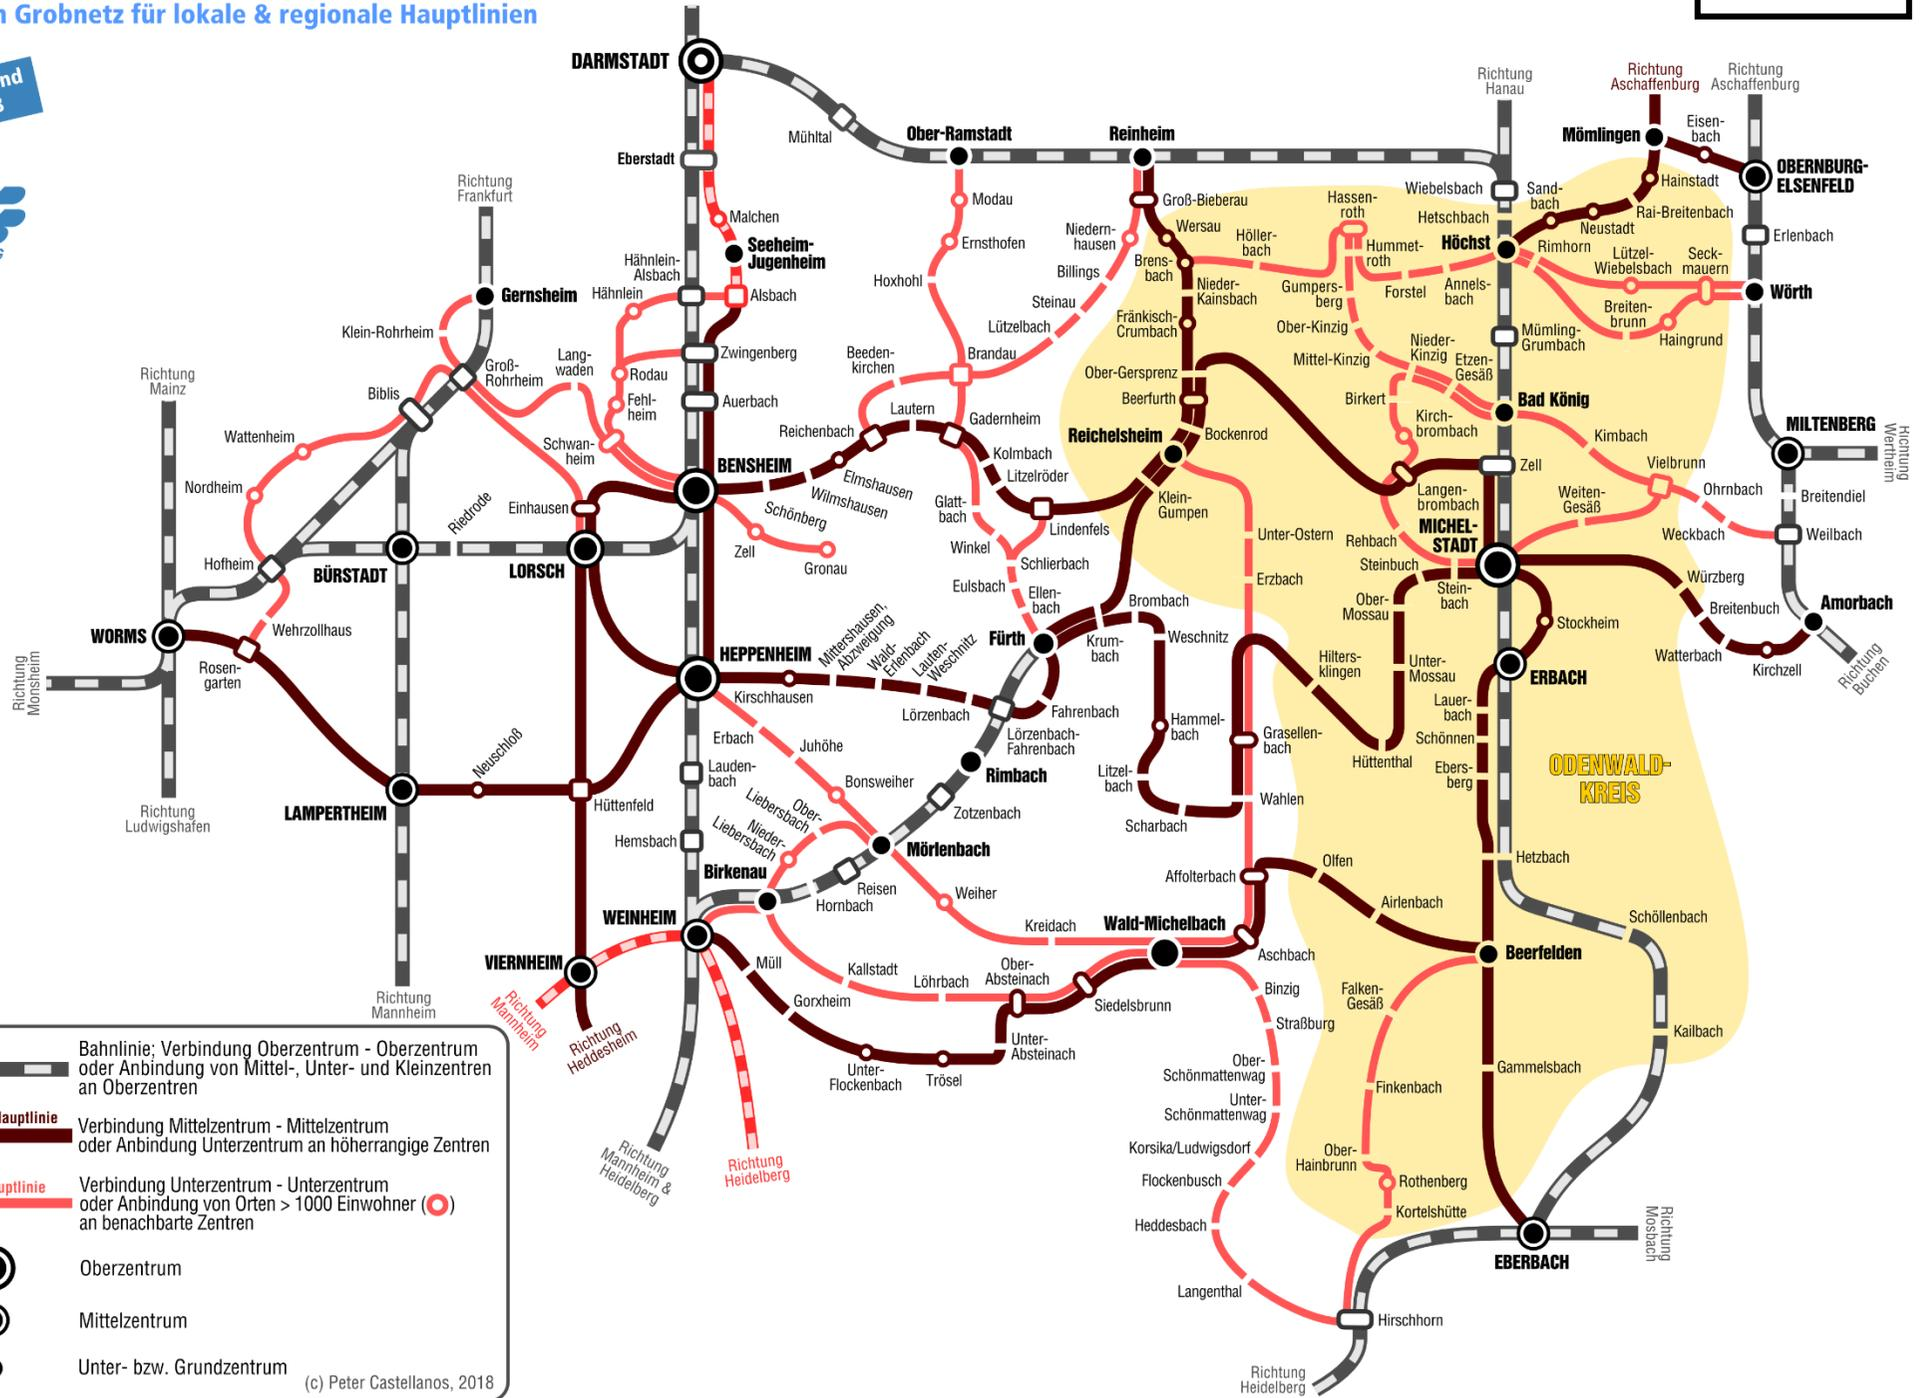 Grobnetz für lokale & regionale Hauptlinien
nd
Richtung
Hanau
Richtung
Aschaffenburg
Richtung
Aschaffenburg
DARMSTADT
Mühltal
Ober-Ramstadt
Reinheim
Mömlingen
Eisen-
bach
OBERNBURG-
ELSENFELD
Eberstadt
Richtung
Frankfurt
Malchen
Seeheim-
Jugenheim
Modau
Ernsthofen
Hoxhohl
Groß-Bieberau
Niedern-
hausen
Wersau
Billings
Brens-
bach
Steinau
Lützelbach
Nieder-
Kainsbach
Höller-
bach
Hassen-
roth
Hummet-
roth
Wiebelsbach
Hetschbach
Höchst
Sand-
bach
Hainstadt
Rai-Breitenbach
Neustadt
Rimhorn
Lützel-
Wiebelsbach
Seck-
mauern
Erlenbach
Wörth
Gernsheim
Hähnlein-
Alsbach
Hähnlein
Alsbach
Klein-Rohrheim
Groß-
Rohrheim
Lang-
waden
Zwingenberg
Rodau
Fehl-
heim
Auerbach
Schwan-
heim
Beeden-
kirchen
Brandau
Fränkisch-
Crumbach
Gumpers-
berg
Forstel
Annels-
bach
Ober-Kinzig
Mittel-Kinzig
Nieder-
Kinzig
Etzen-
Gesäß
Mümling-
Grumbach
Breiten-
brunn
Haingrund
Richtung
Mainz
Biblis
Wattenheim
Nordheim
Hofheim
BÜRSTADT
Riedrode
Einhausen
LORSCH
BENSHEIM
Reichenbach
Lautern
Gadernheim
Elmshausen
Wilmshausen
Schönberg
Zell
Gronau
Kolmbach
Litzelröder
Glatt-
bach
Winkel
Lindenfels
Schlierbach
Eulsbach
Ober-Gersprenz
Beerfurth
Reichelsheim
Bockenrod
Klein-
Gumpen
Birkert
Kirch-
brombach
Bad König
Kimbach
Vielbrunn
Zell
Langen-
brombach
Weiten-
Gesäß
Ohrnbach
Weckbach
MILTENBERG
Richtung
Wertheim
Breitendiel
Weilbach
Unter-Ostern
Erzbach
Rehbach
Steinbuch
MICHEL-
STADT
Stein-
bach
Ober-
Mossau
Unter-
Mossau
Würzberg
Breitenbuch
Watterbach
Kirchzell
Amorbach
Richtung
Buchen
Stockheim
ERBACH
WORMS
Richtung
Monsheim
Rosen-
garten
Wehrzollhaus
Richtung
Ludwigshafen
HEPPENHEIM
Kirschhausen
Mittershausen,
Abzweigung
Wald-
Erlenbach
Lauten-
Weschnitz
Lörzenbach
Fürth
Ellen-
bach
Krum-
bach
Brombach
Weschnitz
Fahrenbach
Lörzenbach-
Fahrenbach
Hammel-
bach
Litzel-
bach
Scharbach
Grasellen-
bach
Wahlen
Hilters-
klingen
Hüttenthal
Lauer-
bach
Schönnen
Ebers-
berg
ODENWALD-
KREIS
Rimbach
Zotzenbach
Erbach
Juhöhe
Bonsweiher
Lauden-
bach
Hemsbach
Ober-
Liebersbach
Nieder-
Liebersbach
Mörlenbach
Birkenau
Reisen
Hornbach
Weiher
LAMPERTHEIM
Neuschloß
Hüttenfeld
WEINHEIM
VIERNHEIM
Richtung
Mannheim
Richtung
Mannheim
Richtung
Heddesheim
Müll
Gorxheim
Kallstadt
Löhrbach
Kreidach
Wald-Michelbach
Ober-
Absteinach
Siedelsbrunn
Unter-
Absteinach
Unter-
Flockenbach
Trösel
Affolterbach
Aschbach
Olfen
Airlenbach
Hetzbach
Beerfelden
Schöllenbach
Kailbach
Binzig
Straßburg
Ober-
Schönmattenwag
Unter-
Schönmattenwag
Korsika/Ludwigsdorf
Flockenbusch
Heddesbach
Langenthal
Falken-
Gesäß
Finkenbach
Gammelsbach
Ober-
Hainbrunn
Rothenberg
Kortelshütte
EBERBACH
Richtung
Mosbach
Hirschhorn
Richtung
Heidelberg
Richtung
Mannheim &
Heidelberg
Richtung
Heidelberg
Bahnlinie; Verbindung Oberzentrum - Oberzentrum
oder Anbindung von Mittel-, Unter- und Kleinzentren
an Oberzentren
Hauptlinie
Verbindung Mittelzentrum - Mittelzentrum
oder Anbindung Unterzentrum an höherrangige Zentren
uptlinie
Verbindung Unterzentrum - Unterzentrum
oder Anbindung von Orten > 1000 Einwohner ( )
an benachbarte Zentren
Oberzentrum
Mittelzentrum
Unter- bzw. Grundzentrum
(c) Peter Castellanos, 2018